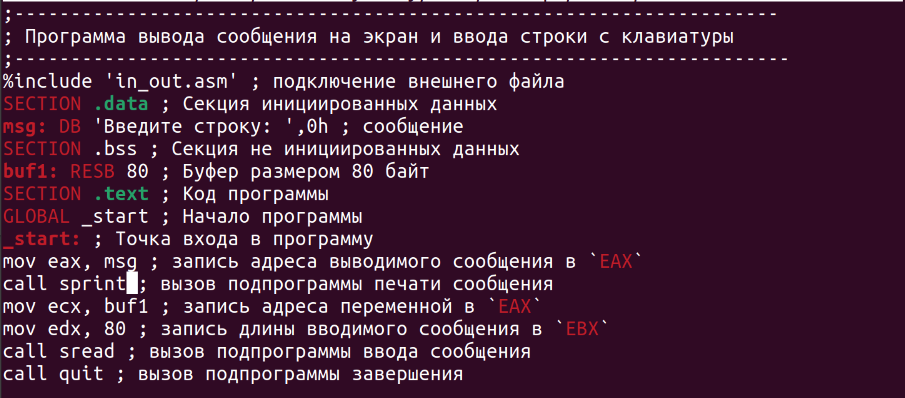 ;------------------------------------------------------------------
; Программа вывода сообщения на экран и ввода строки с клавиатуры
;-------------------------------------------------------------------
%include 'in_out.asm' ; подключение внешнего файла
SECTION .data ; Секция инициированных данных
msg: DB 'Введите строку: ',0h ; сообщение
SECTION .bss ; Секция не инициированных данных
buf1: RESB 80 ; Буфер размером 80 байт
SECTION .text ; Код программы
GLOBAL _start ; Начало программы
_start: ; Точка входа в программу
mov eax, msg ; запись адреса выводимого сообщения в `EAX`
call sprint ; вызов подпрограммы печати сообщения
mov ecx, buf1 ; запись адреса переменной в `EAX`
mov edx, 80 ; запись длины вводимого сообщения в `EBX`
call sread ; вызов подпрограммы ввода сообщения
call quit ; вызов подпрограммы завершения